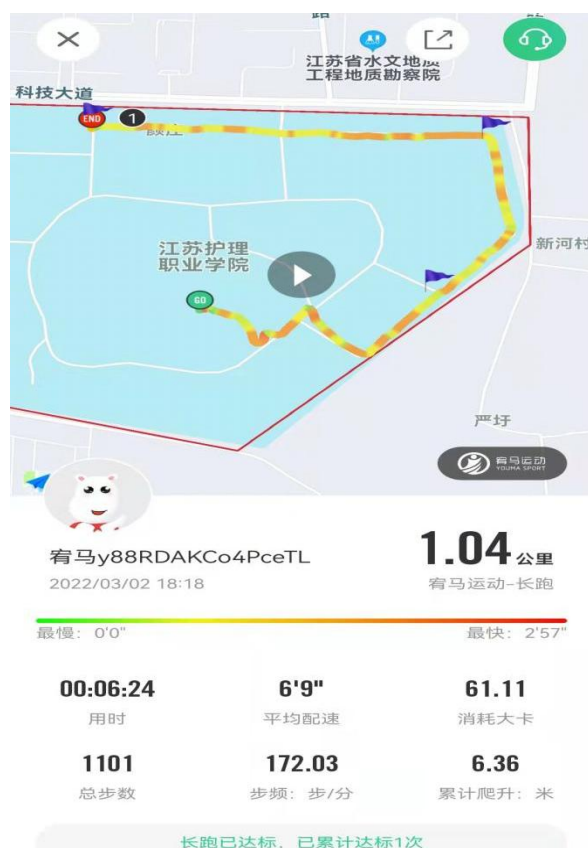 江苏省水文地质
工程地质勘察院
科技大道
END
1
颜庄
江苏护理
职业学院
新河村
GO
严圩
宥马运动
YOUMA SPORT
宥马y88RDAKCo4PceTL
1.04公里
2022/03/02 18:18
宥马运动-长跑
最慢: 0'0"
最快: 2'57"
00:06:24
6'9"
61.11
用时
平均配速
消耗大卡
1101
172.03
6.36
总步数
步频: 步/分
累计爬升: 米
长跑已达标, 已累计达标1次